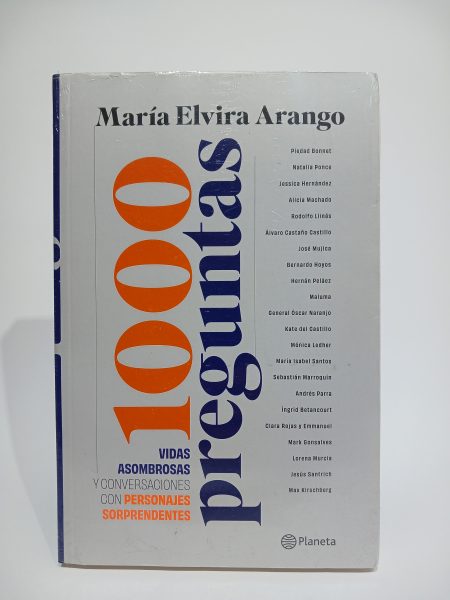 María Elvira Arango
1000
preguntas
VIDAS
ASOMBROSAS
Y CONVERSACIONES
CON PERSONAJES
SORPRENDENTES
Piedad Bonnet
Natalia Ponce
Jessica Hernández
Alicia Machado
Rodolfo Llinás
Álvaro Castaño Castillo
José Mujica
Bernardo Hoyos
Hernán Peláez
Maluma
General Óscar Naranjo
Kate del Castillo
Mónica Ledher
María Isabel Santos
Sebastián Marroquín
Andrés Parra
Íngrid Betancourt
Clara Rojas y Emmanuel
Mark Gonsalves
Lorena Murcia
Jesús Santrich
Max Kirschberg
Planeta